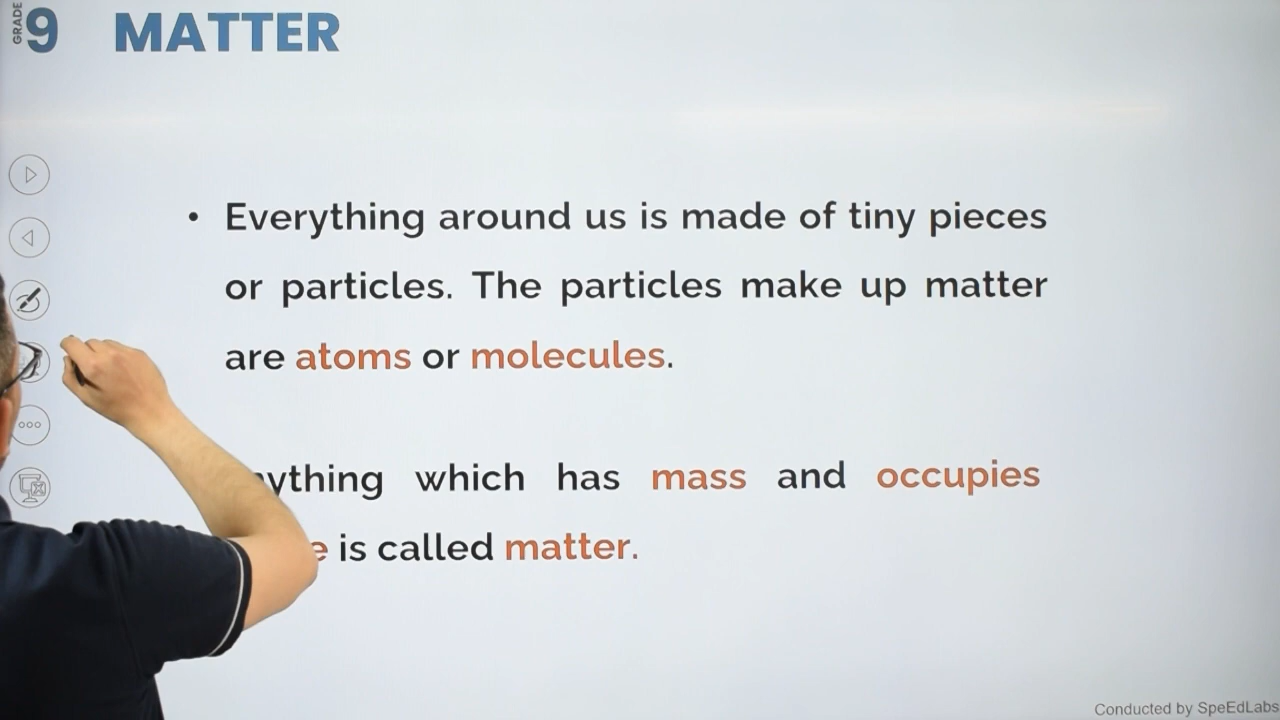 GRADE 9 MATTER
• Everything around us is made of tiny pieces
or particles. The particles make up matter
are atoms or molecules.
which has mass and occupies
is called matter.
Conducted by SpeEdLabs